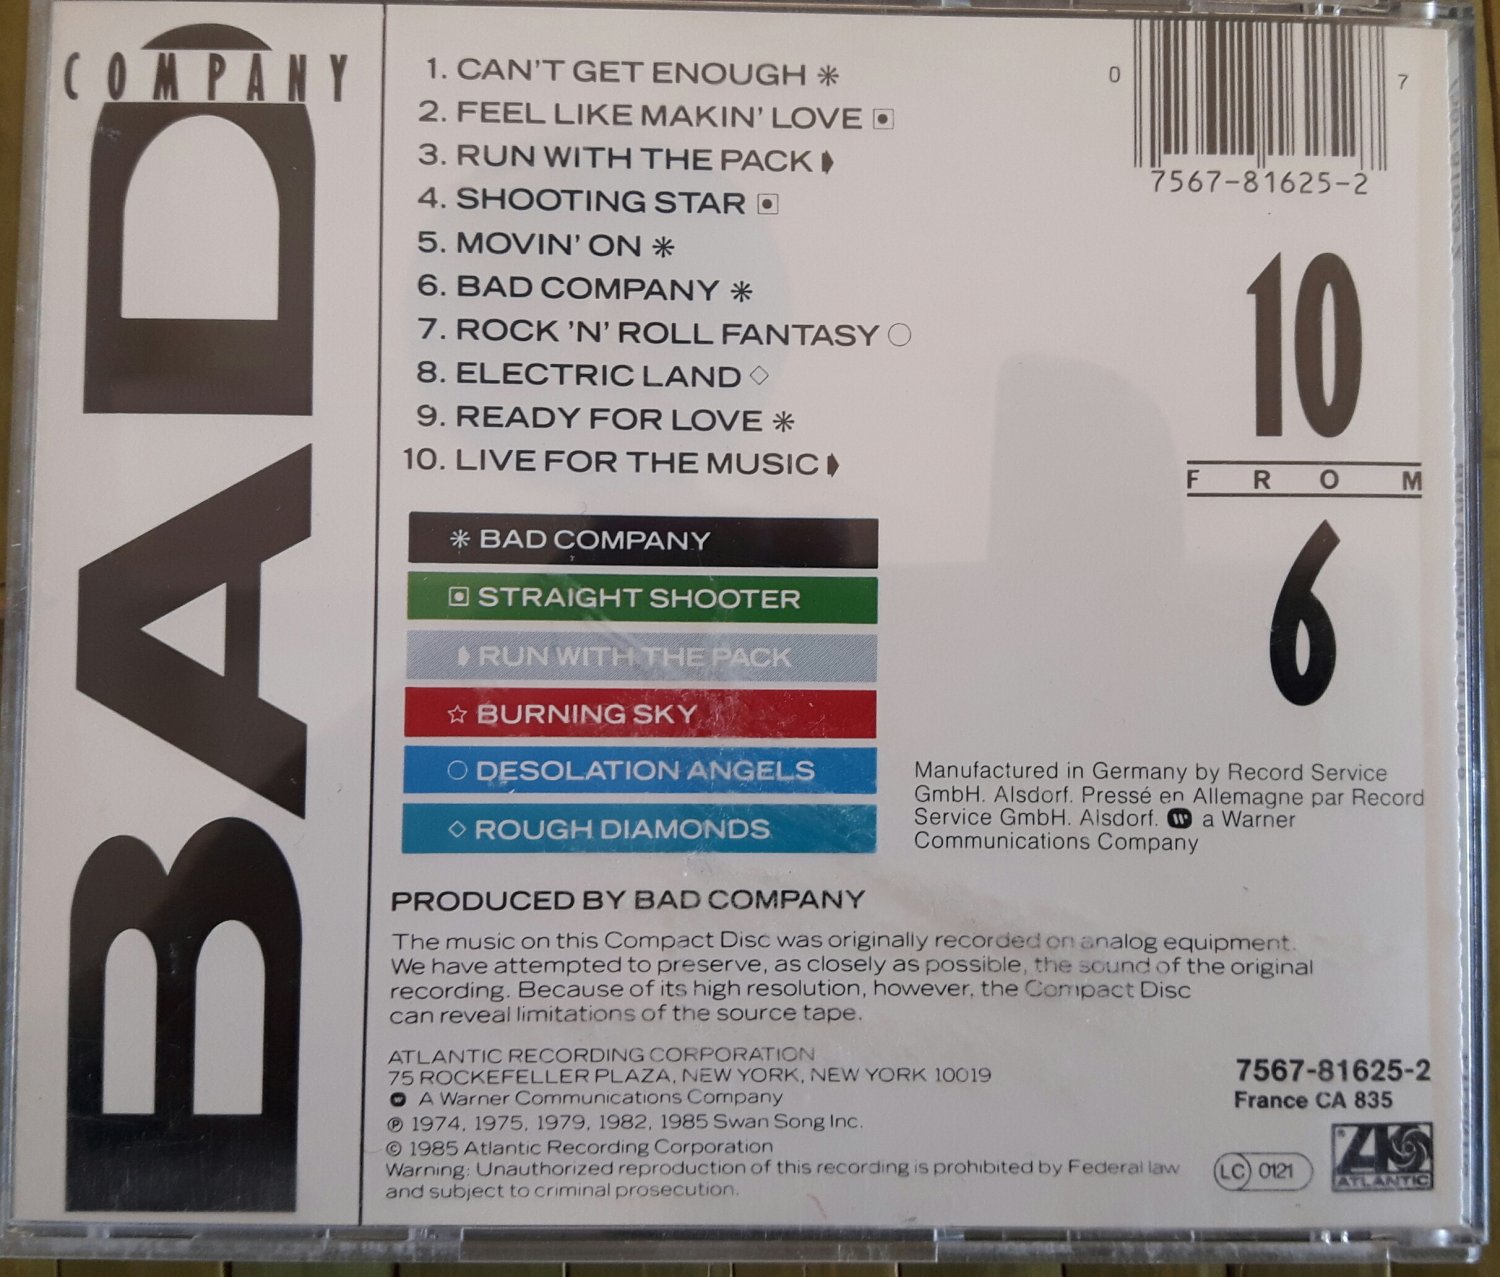 BAD
COMPANY
1. CAN'T GET ENOUGH ✳
2. FEEL LIKE MAKIN' LOVE ▣
3. RUN WITH THE PACK ◗
4. SHOOTING STAR ▣
5. MOVIN' ON ✳
6. BAD COMPANY ✳
7. ROCK 'N' ROLL FANTASY ○
8. ELECTRIC LAND ◇
9. READY FOR LOVE ✳
10. LIVE FOR THE MUSIC ◗
✳ BAD COMPANY
▣ STRAIGHT SHOOTER
◗ RUN WITH THE PACK
☆ BURNING SKY
○ DESOLATION ANGELS
◇ ROUGH DIAMONDS
0 7
7567-81625-2
10
FROM
6
Manufactured in Germany by Record Service
GmbH. Alsdorf. Pressé en Allemagne par Record
Service GmbH. Alsdorf. W a Warner
Communications Company
PRODUCED BY BAD COMPANY
The music on this Compact Disc was originally recorded on analog equipment.
We have attempted to preserve, as closely as possible, the sound of the original
recording. Because of its high resolution, however, the Compact Disc
can reveal limitations of the source tape.
ATLANTIC RECORDING CORPORATION
75 ROCKEFELLER PLAZA, NEW YORK, NEW YORK 10019
W A Warner Communications Company
℗ 1974, 1975, 1979, 1982, 1985 Swan Song Inc.
© 1985 Atlantic Recording Corporation
Warning: Unauthorized reproduction of this recording is prohibited by Federal law
and subject to criminal prosecution.
7567-81625-2
France CA 835
LC 0121
ATLANTIC